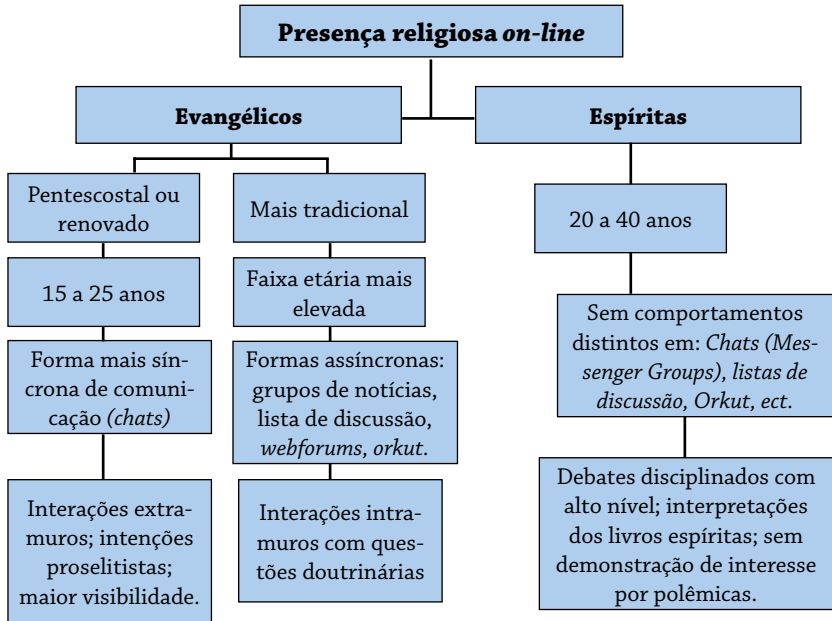 Presença religiosa on-line
Evangélicos
Espíritas
Pentescostal ou
renovado
Mais tradicional
20 a 40 anos
15 a 25 anos
Faixa etária mais
elevada
Sem comportamentos
distintos em: Chats (Mes-
senger Groups), listas de
discussão, Orkut, ect.
Forma mais sín-
crona de comuni-
cação (chats)
Formas assíncronas:
grupos de notícias,
lista de discussão,
webforums, orkut.
Interações extra-
muros; intenções
proselitistas;
maior visibilidade.
Interações intra-
muros com ques-
tões doutrinárias
Debates disciplinados com
alto nível; interpretações
dos livros espíritas; sem
demonstração de interesse
por polêmicas.